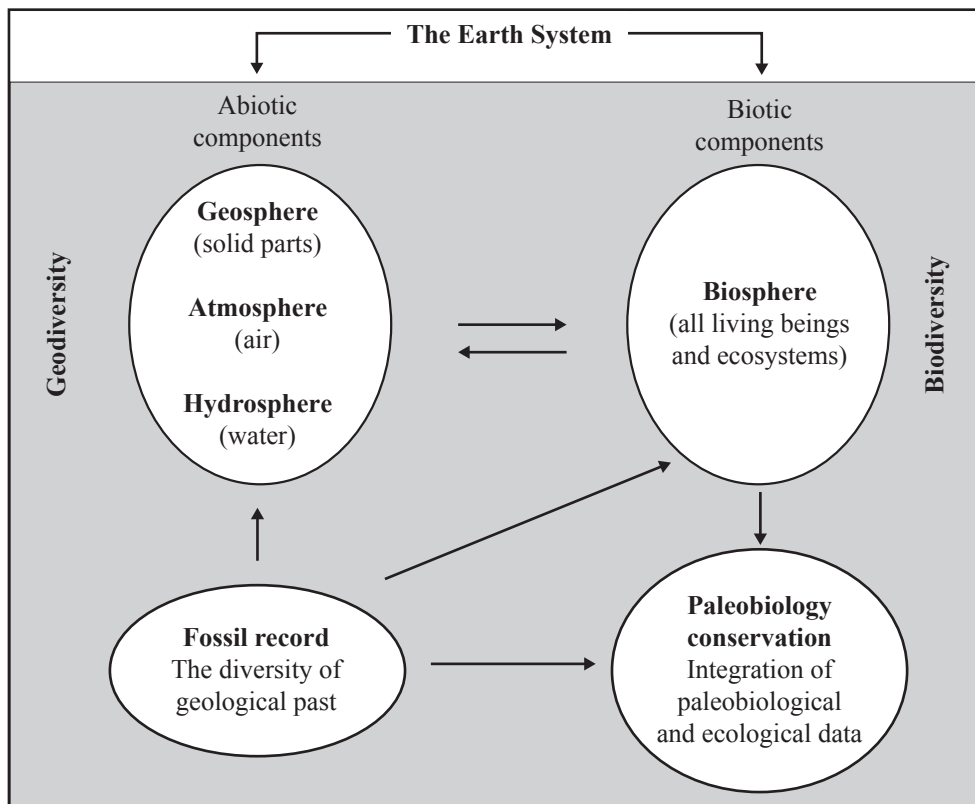 The Earth System
Abiotic
components
Biotic
components
Geodiversity
Geosphere
(solid parts)
Atmosphere
(air)
Hydrosphere
(water)
Biosphere
(all living beings
and ecosystems)
Biodiversity
Fossil record
The diversity of
geological past
Paleobiology
conservation
Integration of
paleobiological
and ecological data